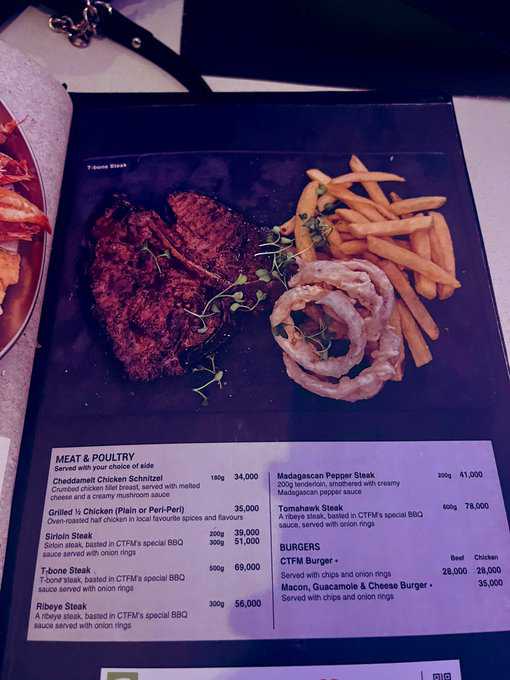 T-bone Steak
MEAT & POULTRY
Served with your choice of side
Cheddamelt Chicken Schnitzel 180g 34,000
Crumbed chicken fillet breast, served with melted
cheese and a creamy mushroom sauce
Grilled ½ Chicken (Plain or Peri-Peri) 35,000
Oven-roasted half chicken in local favourite spices and flavours
Sirloin Steak 200g 39,000
Sirloin steak, basted in CTFM's special BBQ 300g 51,000
sauce served with onion rings
T-bone Steak 500g 69,000
T-bone steak, basted in CTFM's special BBQ
sauce served with onion rings
Ribeye Steak 300g 56,000
A ribeye steak, basted in CTFM's special BBQ
sauce served with onion rings
Madagascan Pepper Steak 200g 41,000
200g tenderloin, smothered with creamy
Madagascan pepper sauce
Tomahawk Steak 600g 78,000
A ribeye steak, basted in CTFM's special BBQ
sauce, served with onion rings
BURGERS
CTFM Burger • Beef Chicken
Served with chips and onion rings 28,000 28,000
Macon, Guacamole & Cheese Burger • 35,000
Served with chips and onion rings